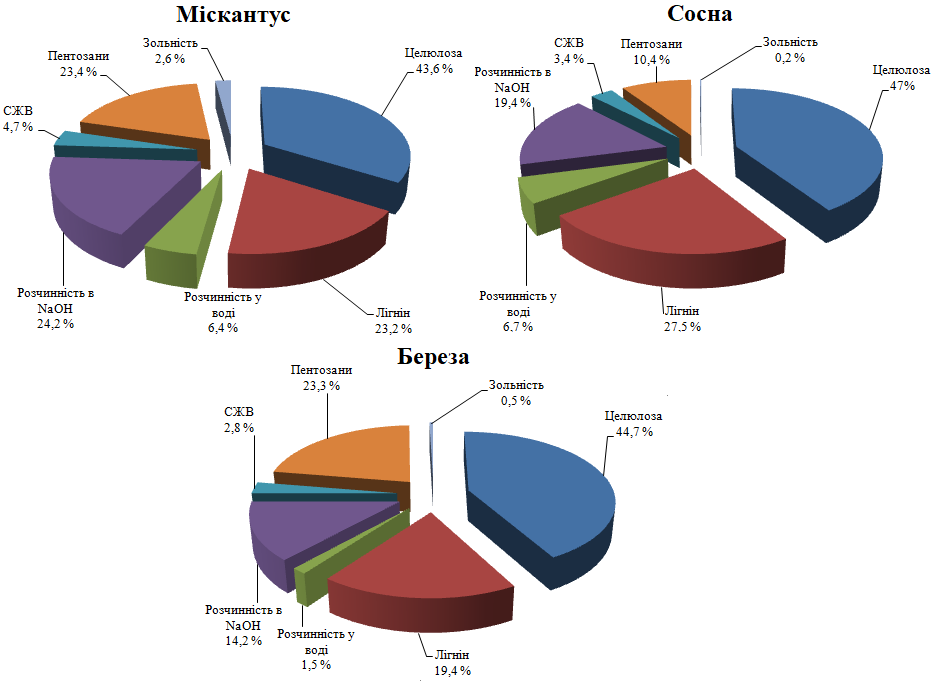 Міскантус
Зольність
2,6 %
Целюлоза
43,6 %
Пентозани
23,4 %
СЖВ
4,7 %
Розчинність в
NaOH
24,2 %
Розчинність у
воді
6,4 %
Лігнін
23,2 %
Сосна
Зольність
0,2 %
СЖВ
3,4 %
Пентозани
10,4 %
Целюлоза
47%
Розчинність в
NaOH
19,4 %
Розчинність у
воді
6.7 %
Лігнін
27.5 %
Береза
Пентозани
23,3 %
Зольність
0,5 %
СЖВ
2,8 %
Целюлоза
44,7 %
Розчинність в
NaOH
14,2 %
Розчинність у
воді
1,5 %
Лігнін
19,4 %